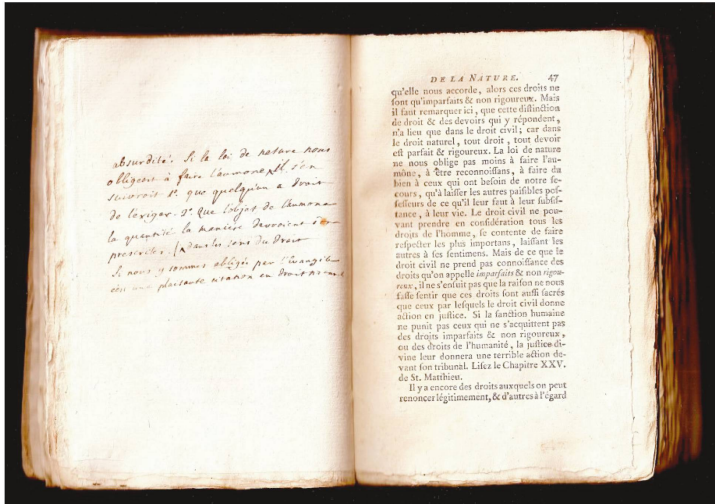 absurdité. Si la loi de nature nous
obligeoit à faire l'aumone, il s'en
suivroit 1°. que quelqu'un a droit
de l'exiger. 2°. que l'objet de l'aumone
la quantité la manière devroient être
prescrites. dans les lois du droit
Si nous y sommes obligés par l'évangile
une plaisante citation en droit naturel
DE LA NATURE. 47
qu'elle nous accorde, alors ces droits ne
sont qu'imparfaits & non rigoureux. Mais
il faut remarquer ici, que cette distinction
de droit & des devoirs qui y répondent,
n'a lieu que dans le droit civil; car dans
le droit naturel, tout droit, tout devoir
est parfait & rigoureux. La loi de nature
ne nous oblige pas moins à faire l'au-
mône, à être reconnoissans, à faire du
bien à ceux qui ont besoin de notre se-
cours, qu'à laisser les autres paisibles pos-
sesseurs de ce qu'il leur faut à leur subsis-
tance, à leur vie. Le droit civil ne pou-
vant prendre en considération tous les
droits de l'homme, se contente de faire
respecter les plus importans, laissant les
autres à ses sentimens. Mais de ce que le
droit civil ne prend pas connoissance des
droits qu'on appelle imparfaits & non rigou-
reux, il ne s'ensuit pas que la raison ne nous
fasse sentir que ces droits sont aussi sacrés
que ceux par lesquels le droit civil donne
action en justice. Si la sanction humaine
ne punit pas ceux qui ne s'acquittent pas
des droits imparfaits & non rigoureux,
ou des droits de l'humanité, la justice di-
vine leur donnera une terrible action de-
vant son tribunal. Lisez le Chapitre XXV.
de St. Matthieu.
Il y a encore des droits auxquels on peut
renoncer légitimement, & d'autres à l'égard